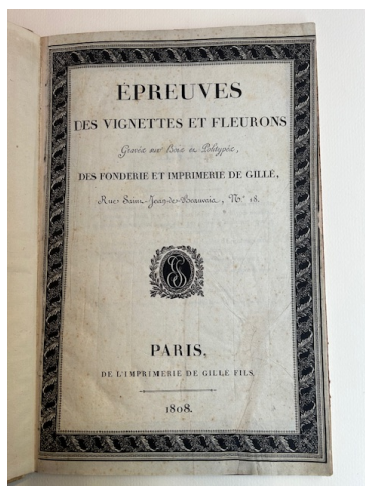 ÉPREUVES
DES VIGNETTES ET FLEURONS
Gravés sur Bois et Politypés,
DES FONDERIE ET IMPRIMERIE DE GILLÉ,
Rue Saint-Jean-de-Beauvais, N.º 18.
PARIS,
DE L'IMPRIMERIE DE GILLÉ FILS,
1808.